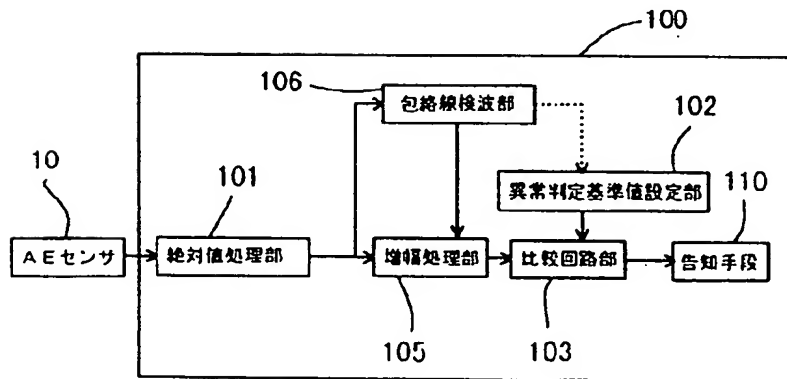 100
106
包絡線検波部
102
10
101
異常判定基準値設定部
110
AEセンサ
絶対値処理部
増幅処理部
比較回路部
告知手段
105
103